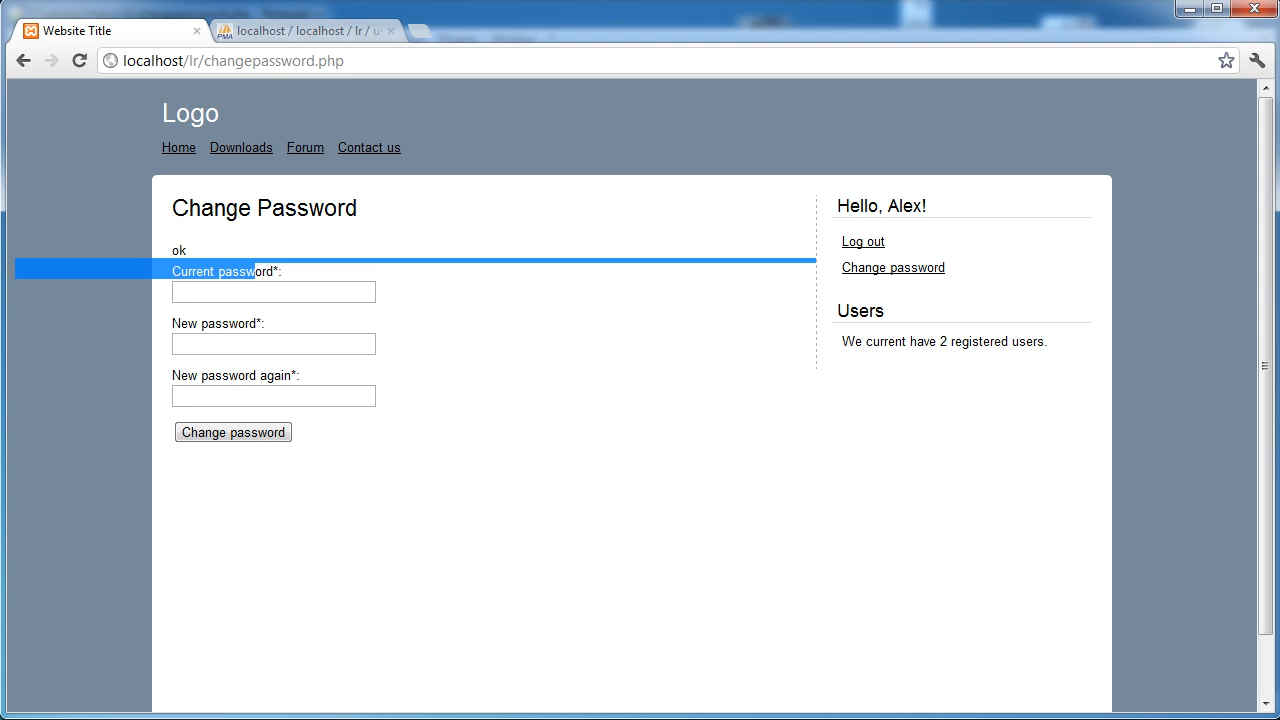 Website Title
localhost / localhost / lr / u
localhost/lr/changepassword.php
Logo
Home Downloads Forum Contact us
Change Password
ok
Current password*:
New password*:
New password again*:
Change password
Hello, Alex!
Log out
Change password
Users
We current have 2 registered users.